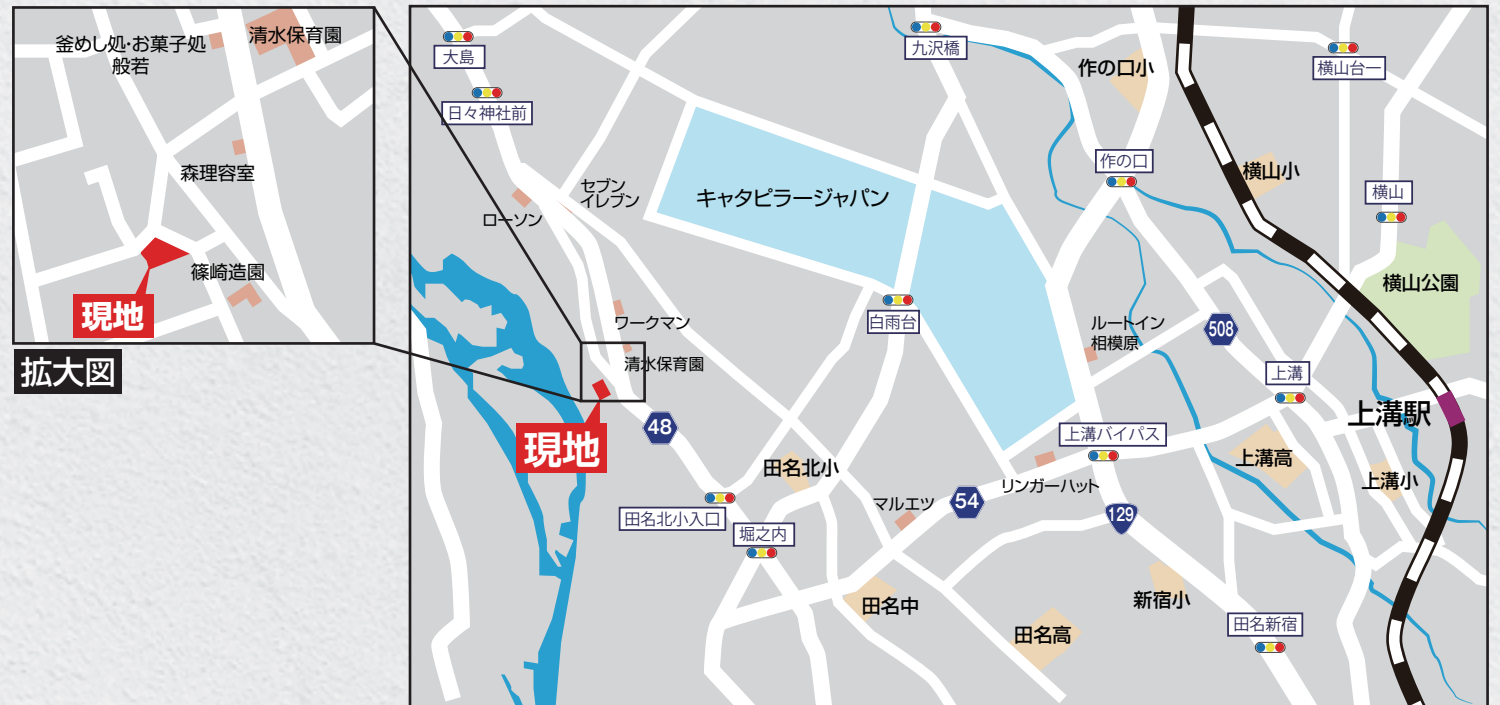 釜めし処・お菓子処
般若
清水保育園
森理容室
篠崎造園
現地
拡大図
大島
日々神社前
九沢橋
作の口小
横山台一
作の口
横山小
横山
セブン
イレブン
ローソン
キャタピラージャパン
横山公園
ワークマン
白雨台
ルートイン
相模原
508
清水保育園
上溝
現地
48
上溝駅
上溝バイパス
田名北小
上溝高
上溝小
リンガーハット
マルエツ
54
129
田名北小入口
堀之内
田名中
新宿小
田名高
田名新宿